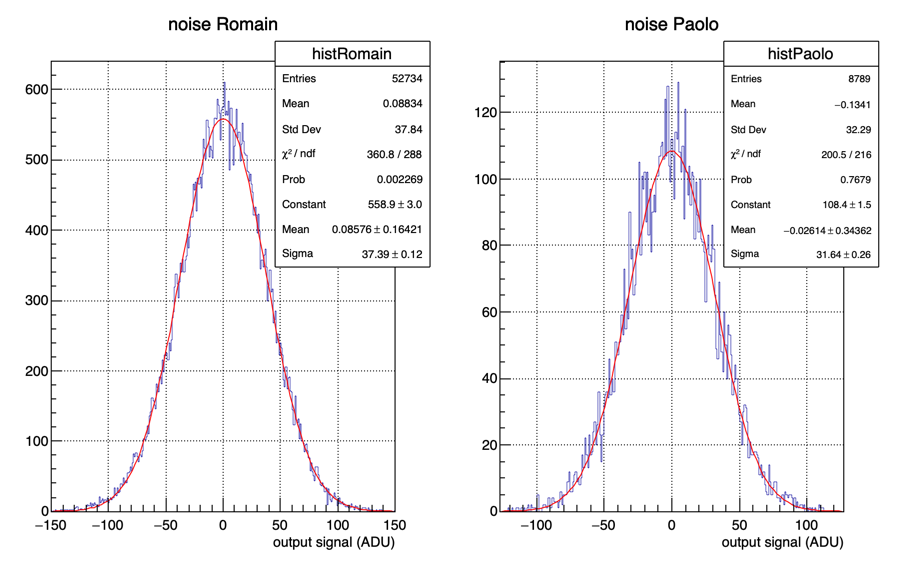 noise Romain
histRomain
Entries 52734
Mean 0.08834
Std Dev 37.84
χ² / ndf 360.8 / 288
Prob 0.002269
Constant 558.9 ± 3.0
Mean 0.08576 ± 0.16421
Sigma 37.39 ± 0.12
600
500
400
300
200
100
0
−150 −100 −50 0 50 100 150
output signal (ADU)
noise Paolo
histPaolo
Entries 8789
Mean −0.1341
Std Dev 32.29
χ² / ndf 200.5 / 216
Prob 0.7679
Constant 108.4 ± 1.5
Mean −0.02614 ± 0.34362
Sigma 31.64 ± 0.26
120
100
80
60
40
20
0
−100 −50 0 50 100
output signal (ADU)